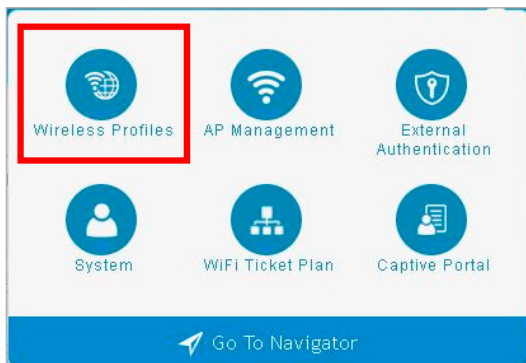 Wireless Profiles AP Management External
Authentication
System WiFi Ticket Plan Captive Portal
Go To Navigator